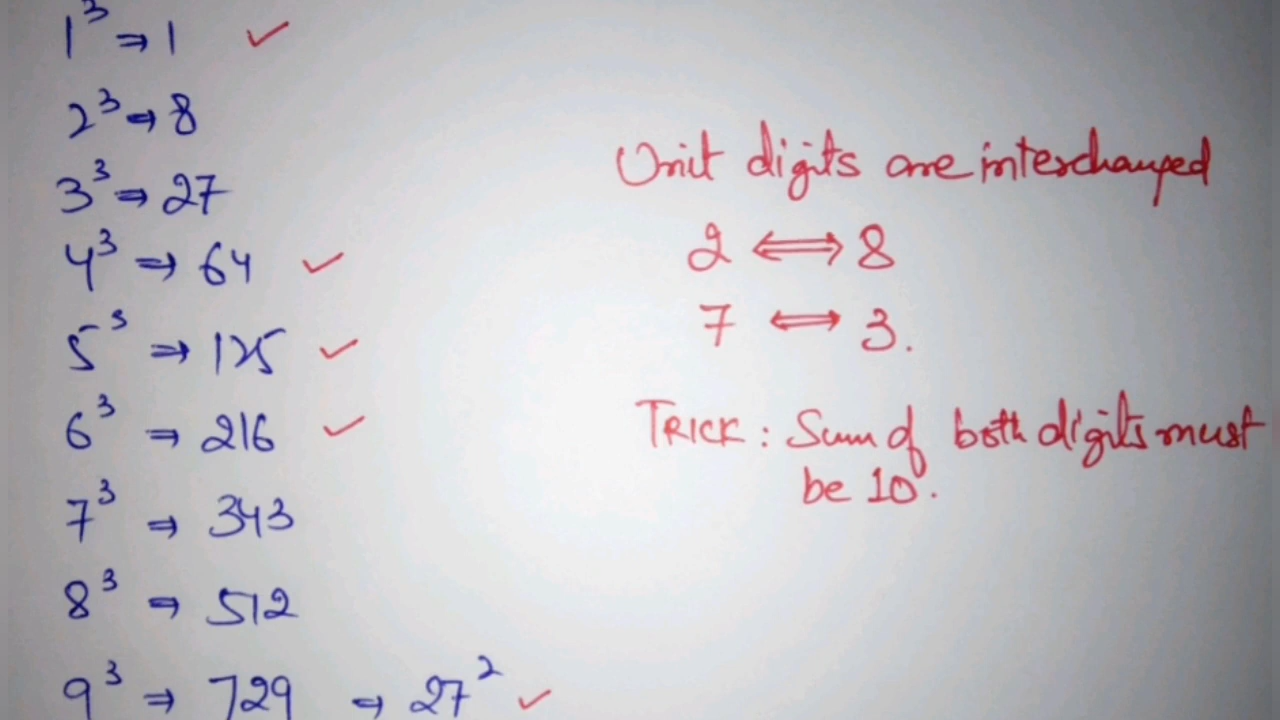 1³ ⇒ 1 ✓
2³ ⇒ 8
3³ ⇒ 27
4³ ⇒ 64 ✓
5³ ⇒ 125 ✓
6³ ⇒ 216 ✓
7³ ⇒ 343
8³ ⇒ 512
9³ ⇒ 729 ⇒ 27² ✓
Unit digits are interchanged
2 ⟺ 8
7 ⟺ 3.
TRICK : Sum of both digits must
be 10.